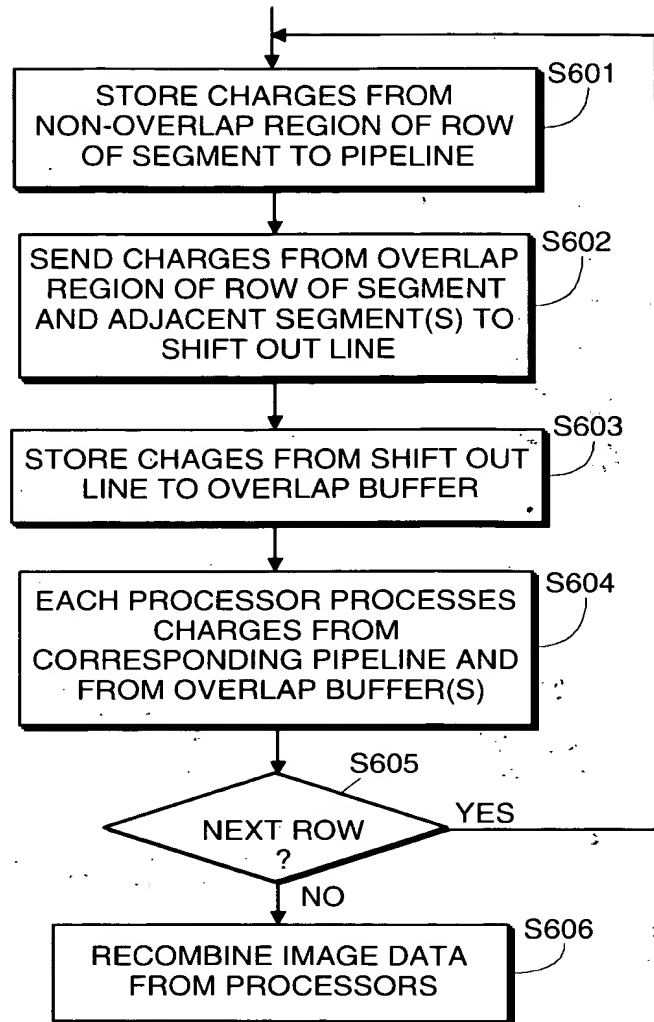 S601
STORE CHARGES FROM
NON-OVERLAP REGION OF ROW
OF SEGMENT TO PIPELINE
S602
SEND CHARGES FROM OVERLAP
REGION OF ROW OF SEGMENT
AND ADJACENT SEGMENT(S) TO
SHIFT OUT LINE
S603
STORE CHAGES FROM SHIFT OUT
LINE TO OVERLAP BUFFER
S604
EACH PROCESSOR PROCESSES
CHARGES FROM
CORRESPONDING PIPELINE AND
FROM OVERLAP BUFFER(S)
S605
NEXT ROW
?
YES
NO
S606
RECOMBINE IMAGE DATA
FROM PROCESSORS